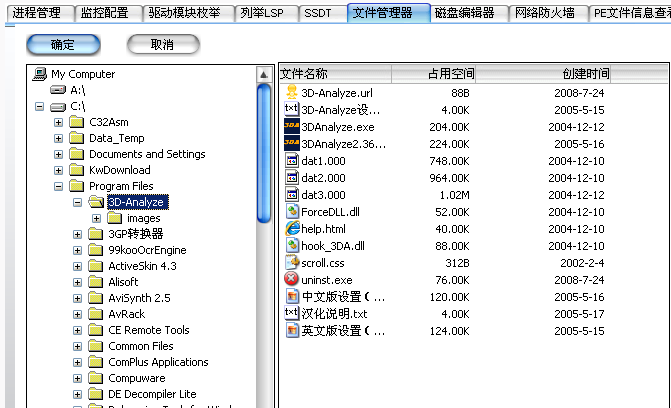 进程管理 监控配置 驱动模块枚举 列举LSP SSDT 文件管理器 磁盘编辑器 网络防火墙 PE文件信息查看
确定 取消
My Computer
A:\
C:\
C32Asm
Data_Temp
Documents and Settings
KwDownload
Program Files
3D-Analyze
images
3GP转换器
99kooOcrEngine
ActiveSkin 4.3
Alisoft
AviSynth 2.5
AvRack
CE Remote Tools
Common Files
ComPlus Applications
Compuware
DE Decompiler Lite
文件名称 占用空间 创建时间
3D-Analyze.url 88B 2008-7-24
3D-Analyze设... 4.00K 2005-5-15
3DAnalyze.exe 204.00K 2004-12-12
3DAnalyze2.36... 224.00K 2005-5-16
dat1.000 748.00K 2004-12-10
dat2.000 964.00K 2004-12-10
dat3.000 1.02M 2004-12-12
ForceDLL.dll 52.00K 2004-12-10
help.html 40.00K 2004-12-10
hook_3DA.dll 88.00K 2004-12-10
scroll.css 312B 2002-2-4
uninst.exe 76.00K 2008-7-24
中文版设置 ( ... 120.00K 2005-5-16
汉化说明.txt 4.00K 2005-5-17
英文版设置 ( ... 124.00K 2005-5-15